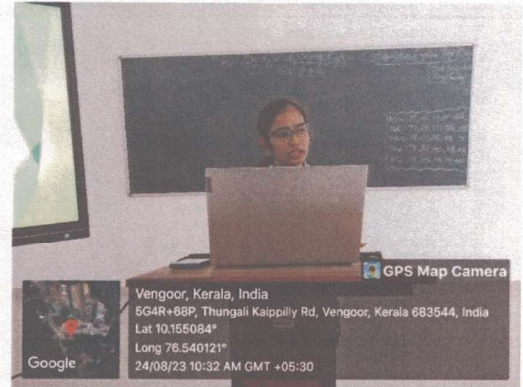 GPS Map Camera
Vengoor, Kerala, India
5G4R+68P, Thungali Kaippilly Rd, Vengoor, Kerala 683544, India
Lat 10.155084°
Long 76.540121°
24/08/23 10:32 AM GMT +05:30
Google